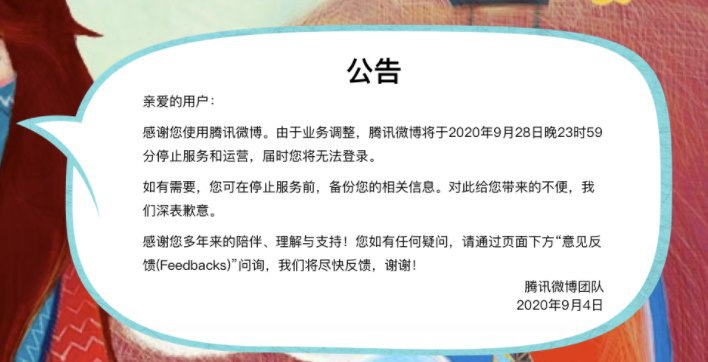 公告
亲爱的用户：
感谢您使用腾讯微博。由于业务调整，腾讯微博将于2020年9月28日晚23时59
分停止服务和运营，届时您将无法登录。
如有需要，您可在停止服务前，备份您的相关信息。对此给您带来的不便，我
们深表歉意。
感谢您多年来的陪伴、理解与支持！您如有任何疑问，请通过页面下方“意见反
馈(Feedbacks)”问询，我们将尽快反馈，谢谢！
腾讯微博团队
2020年9月4日